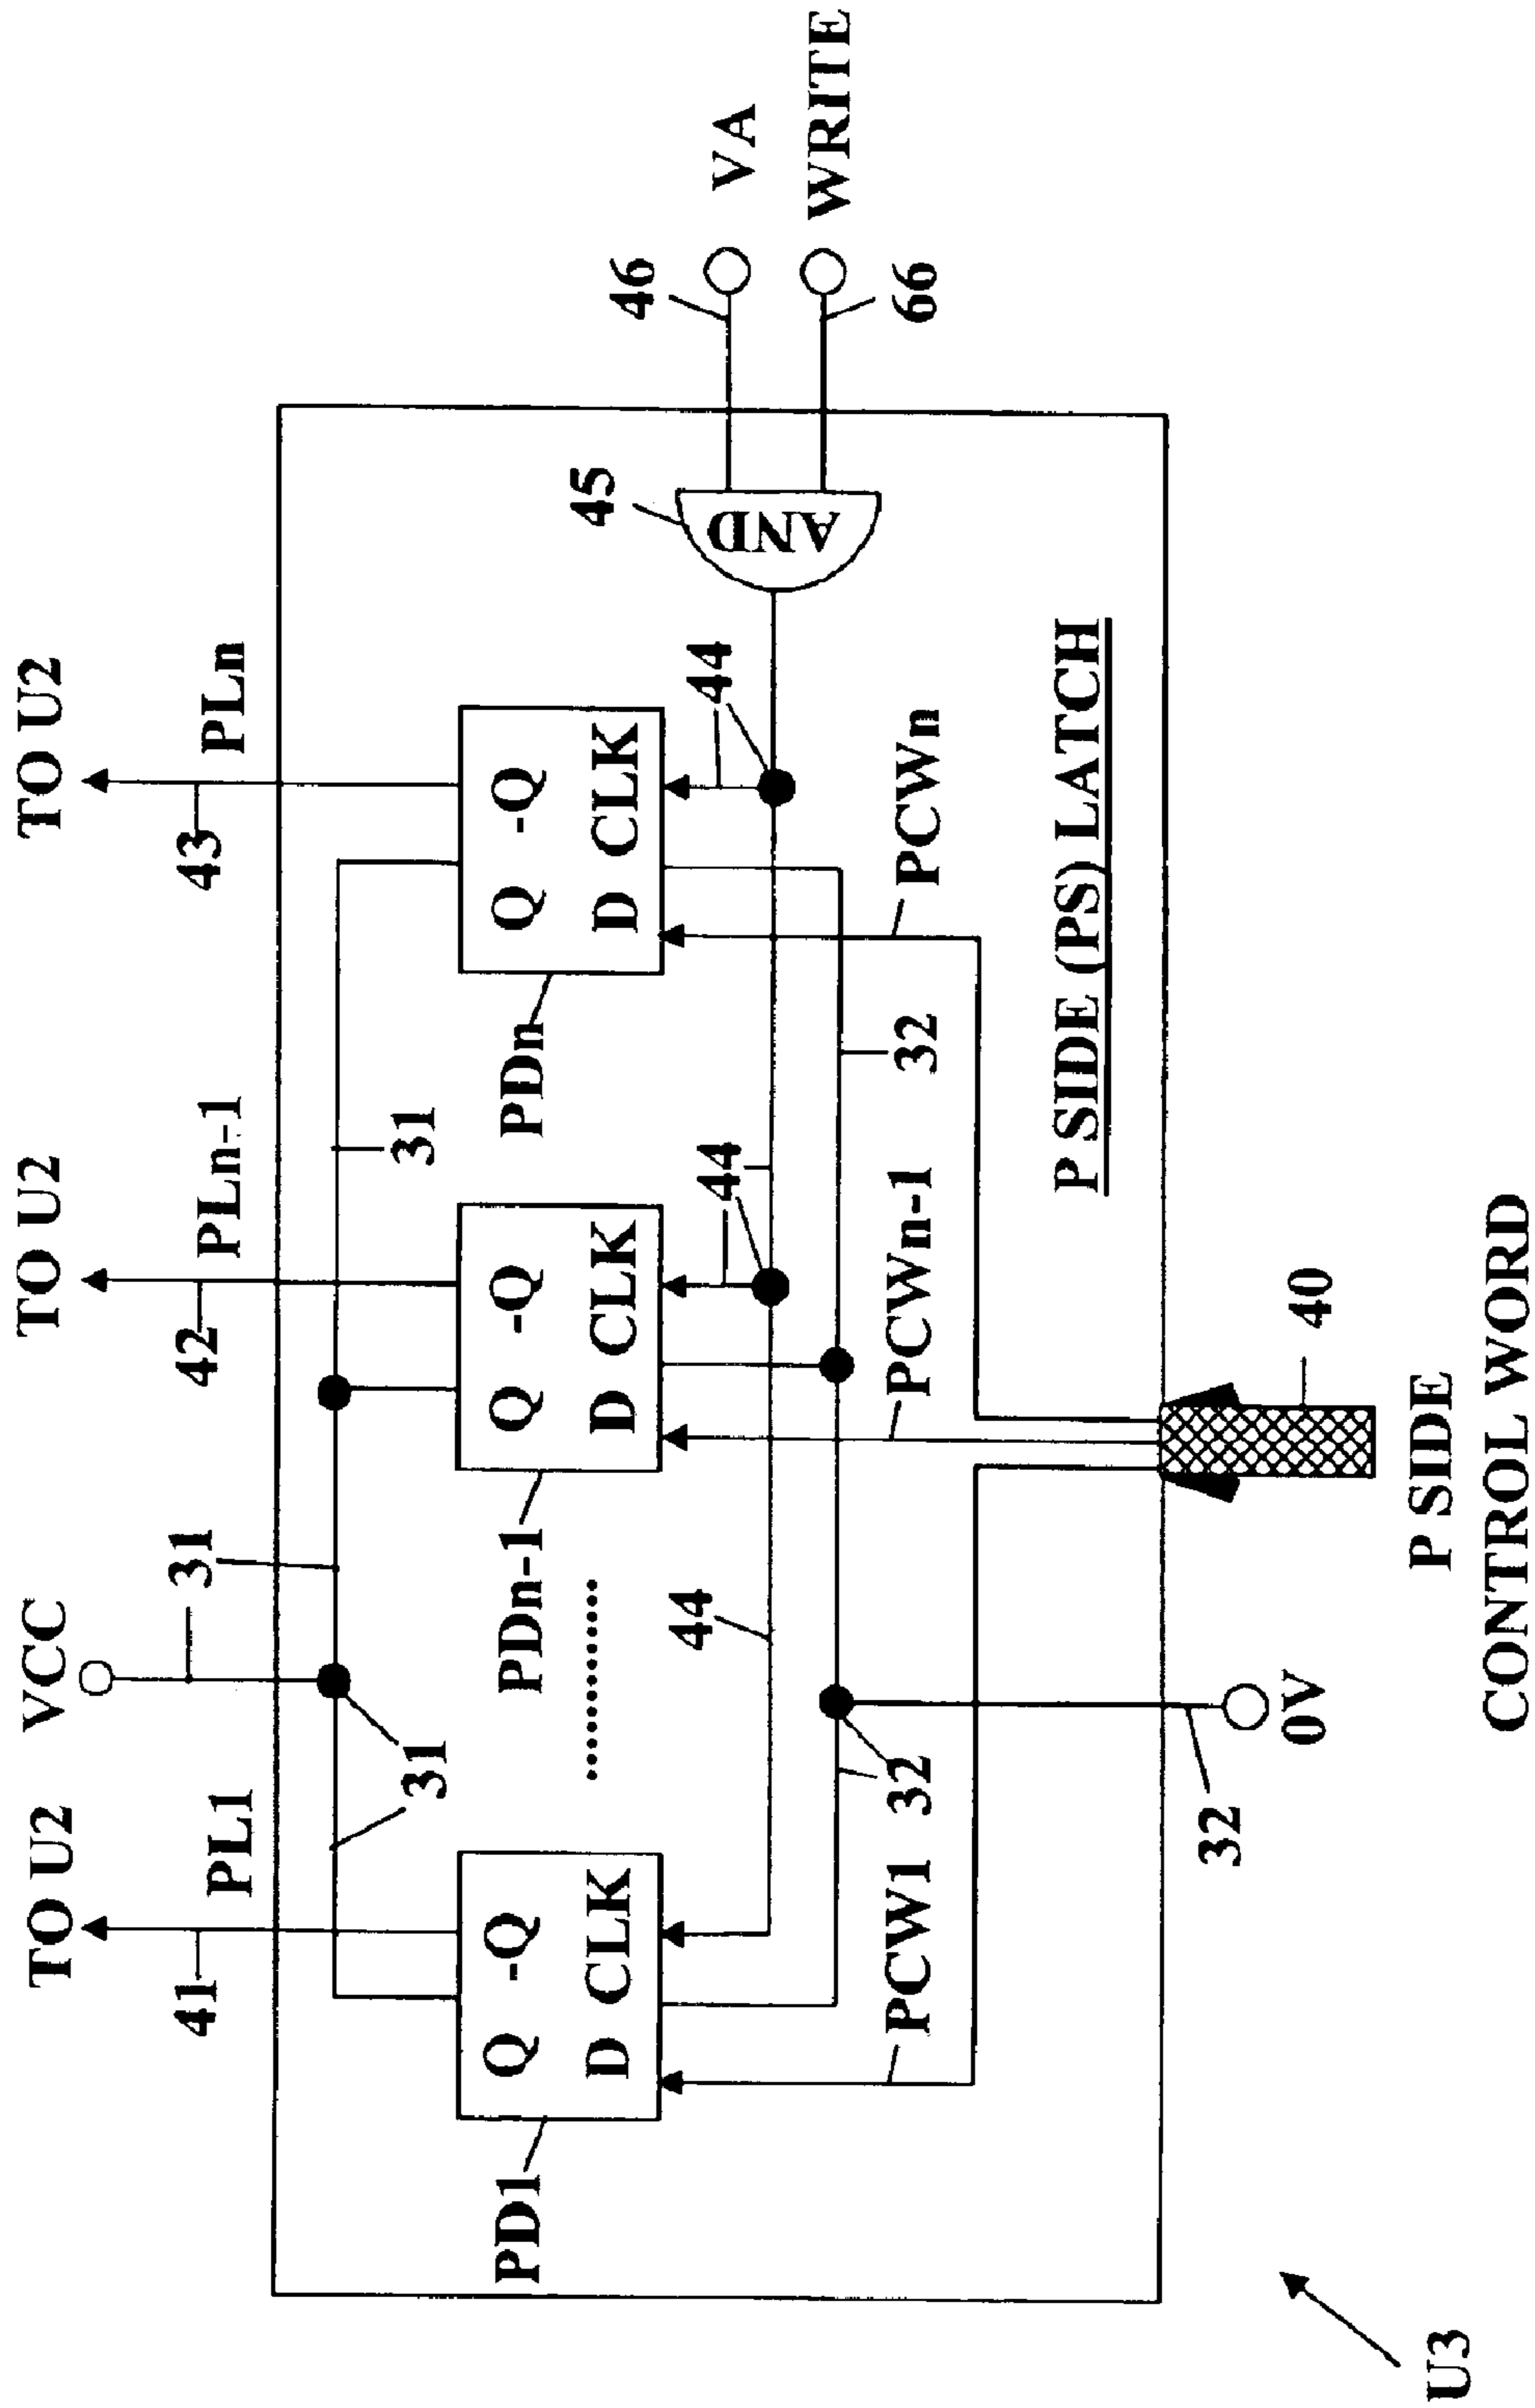 TO U2
VCC
TO U2
TO U2
41
PL1
31
42
PLn-1
43
PLn
31
31
Q -Q
D CLK
Q -Q
D CLK
Q -Q
D CLK
PD1
PDn-1
PDn
............
44
44
44
45
AND
46
VA
WRITE
66
PCW1
32
PCWn-1
32
PCWn
P SIDE (PS) LATCH
32
0V
40
P SIDE
CONTROL WORD
U3